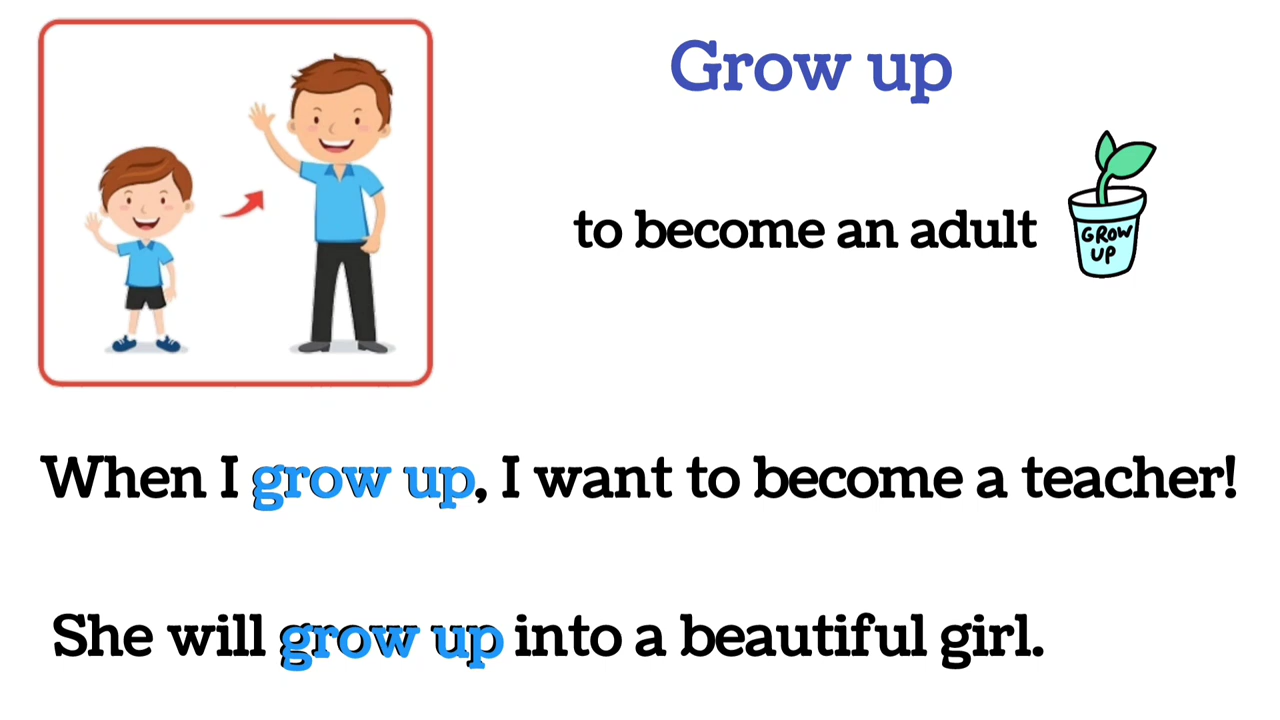 Grow up
to become an adult
GROW
UP
When I grow up, I want to become a teacher!
She will grow up into a beautiful girl.